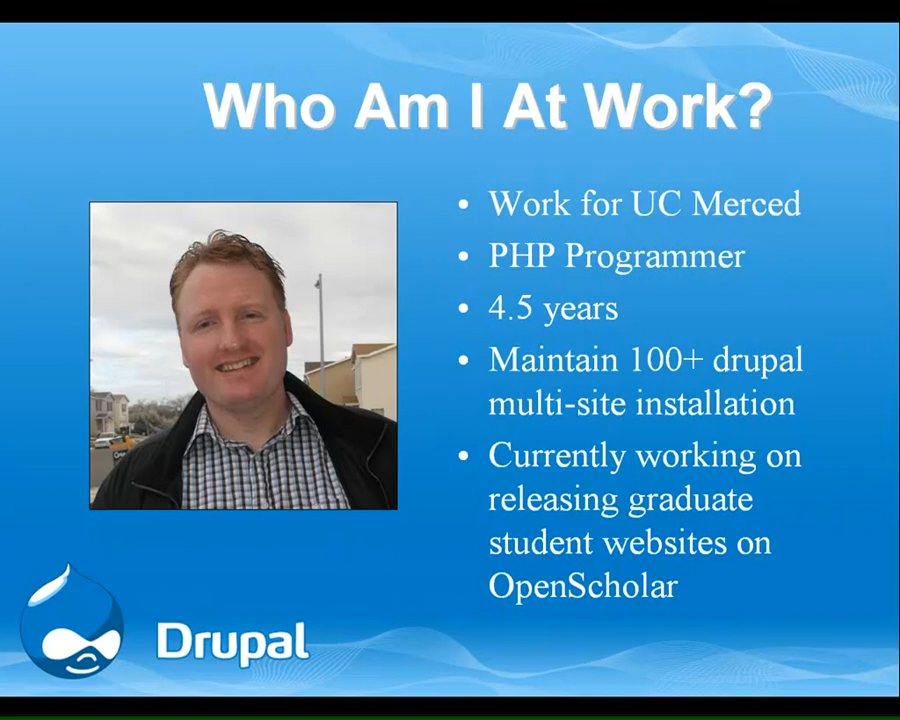 Who Am I At Work?
• Work for UC Merced
• PHP Programmer
• 4.5 years
• Maintain 100+ drupal
multi-site installation
• Currently working on
releasing graduate
student websites on
OpenScholar
Drupal